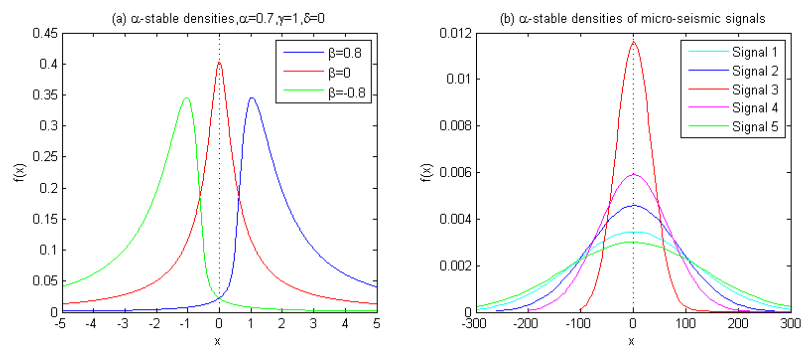 (a) α-stable densities,α=0.7,γ=1,δ=0
0.45
0.4
0.35
0.3
0.25
0.2
0.15
0.1
0.05
0
f(x)
β=0.8
β=0
β=-0.8
-5 -4 -3 -2 -1 0 1 2 3 4 5
x
(b) α-stable densities of micro-seismic signals
0.012
0.01
0.008
0.006
0.004
0.002
0
f(x)
Signal 1
Signal 2
Signal 3
Signal 4
Signal 5
-300 -200 -100 0 100 200 300
x